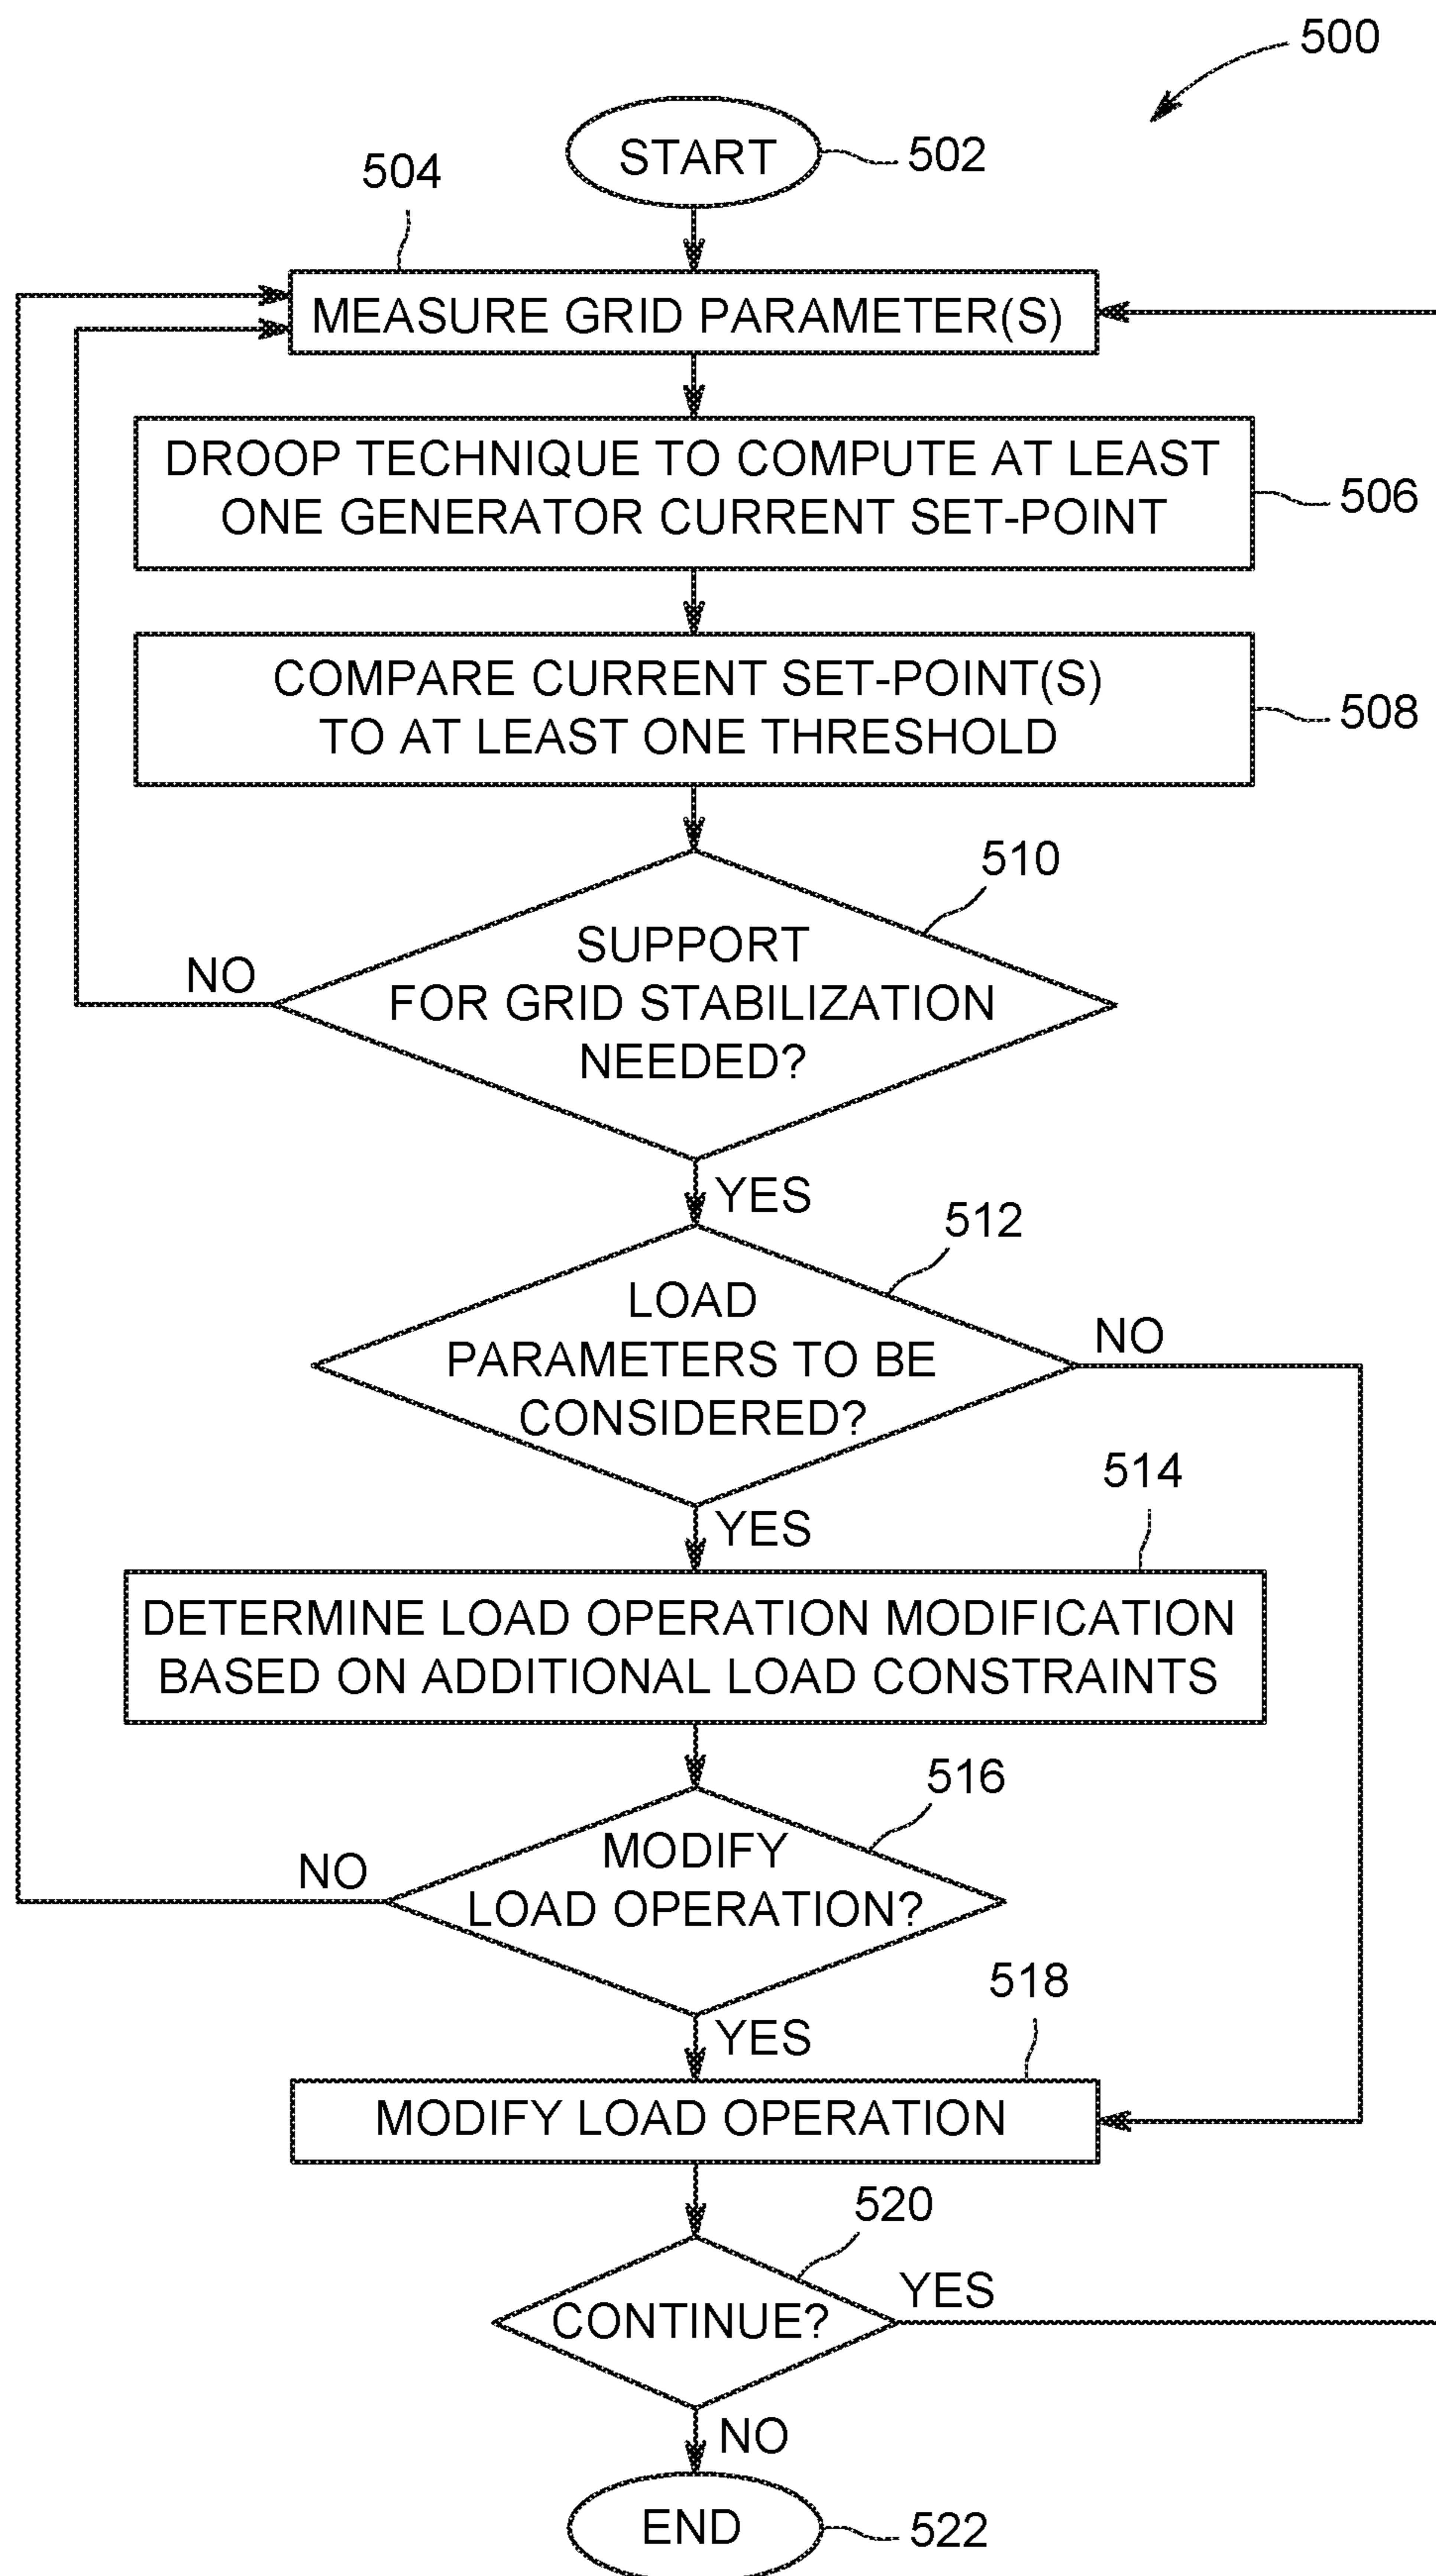 500
START
502
504
MEASURE GRID PARAMETER(S)
DROOP TECHNIQUE TO COMPUTE AT LEAST
ONE GENERATOR CURRENT SET-POINT
506
COMPARE CURRENT SET-POINT(S)
TO AT LEAST ONE THRESHOLD
508
510
SUPPORT
FOR GRID STABILIZATION
NEEDED?
NO
YES
512
LOAD
PARAMETERS TO BE
CONSIDERED?
NO
YES
514
DETERMINE LOAD OPERATION MODIFICATION
BASED ON ADDITIONAL LOAD CONSTRAINTS
516
MODIFY
LOAD OPERATION?
NO
YES
518
MODIFY LOAD OPERATION
520
CONTINUE?
YES
NO
END
522